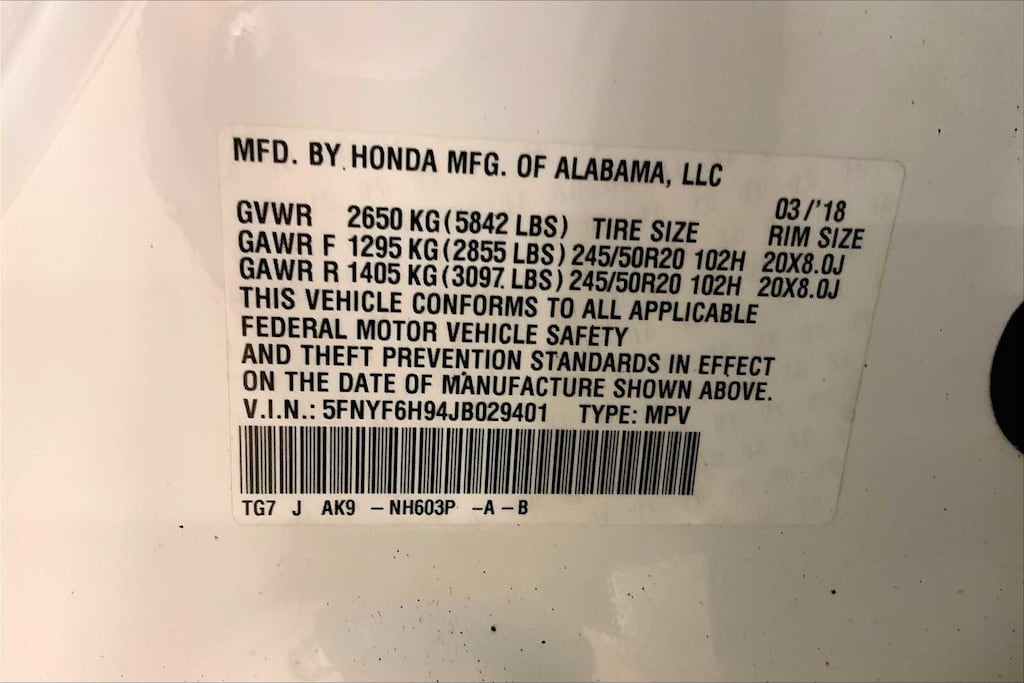 MFD. BY HONDA MFG. OF ALABAMA, LLC
03/'18
GVWR 2650 KG (5842 LBS) TIRE SIZE RIM SIZE
GAWR F 1295 KG (2855 LBS) 245/50R20 102H 20X8.0J
GAWR R 1405 KG (3097 LBS) 245/50R20 102H 20X8.0J
THIS VEHICLE CONFORMS TO ALL APPLICABLE
FEDERAL MOTOR VEHICLE SAFETY
AND THEFT PREVENTION STANDARDS IN EFFECT
ON THE DATE OF MANUFACTURE SHOWN ABOVE.
V.I.N.: 5FNYF6H94JB029401 TYPE: MPV
TG7 J AK9 -NH603P -A-B